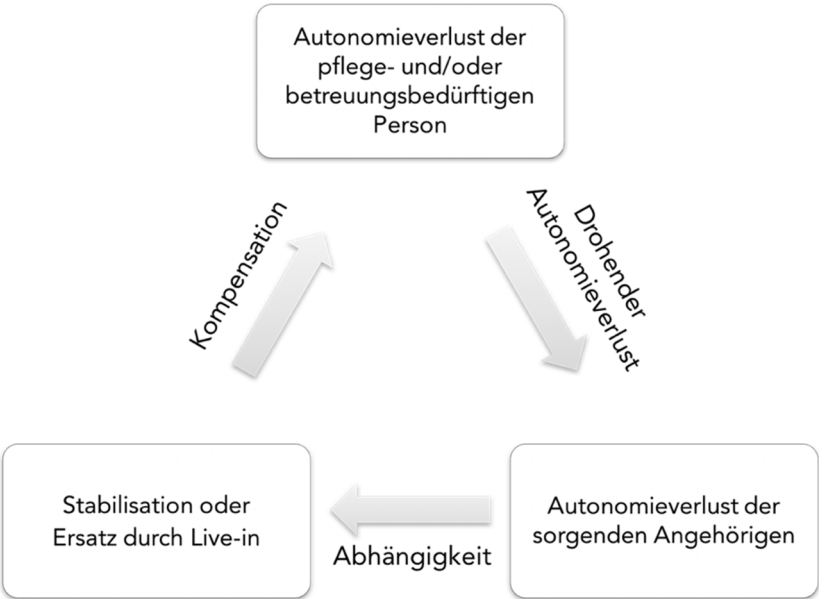 Autonomieverlust der
pflege- und/oder
betreuungsbedürftigen
Person
Kompensation
Drohender
Autonomieverlust
Stabilisation oder
Ersatz durch Live-in
Abhängigkeit
Autonomieverlust der
sorgenden Angehörigen